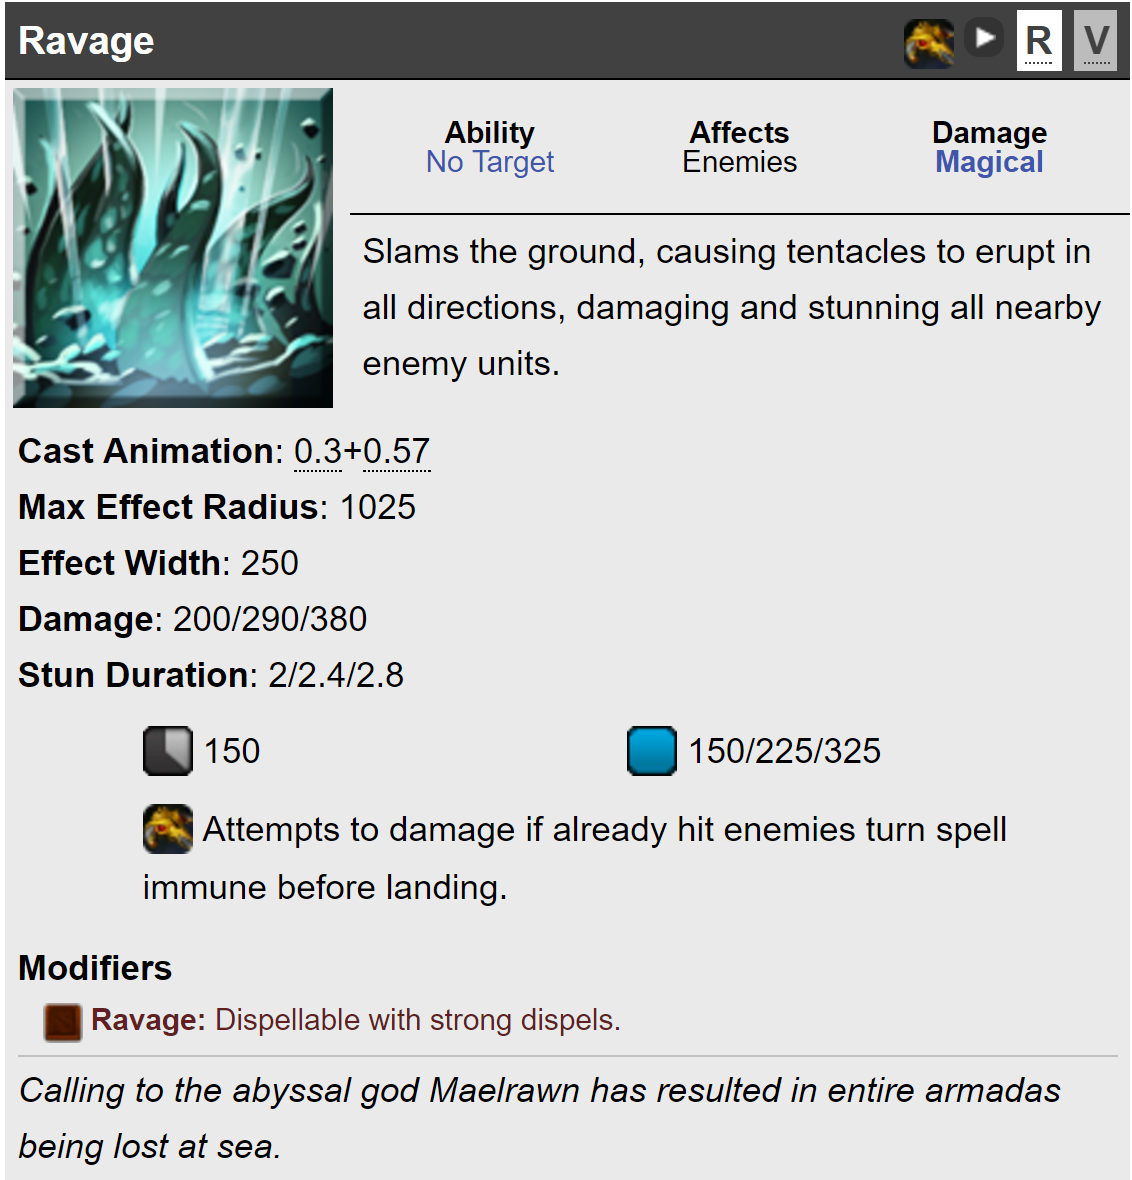 Ravage
R V
Ability Affects Damage
No Target Enemies Magical
Slams the ground, causing tentacles to erupt in
all directions, damaging and stunning all nearby
enemy units.
Cast Animation: 0.3+0.57
Max Effect Radius: 1025
Effect Width: 250
Damage: 200/290/380
Stun Duration: 2/2.4/2.8
150 150/225/325
Attempts to damage if already hit enemies turn spell
immune before landing.
Modifiers
Ravage: Dispellable with strong dispels.
Calling to the abyssal god Maelrawn has resulted in entire armadas
being lost at sea.